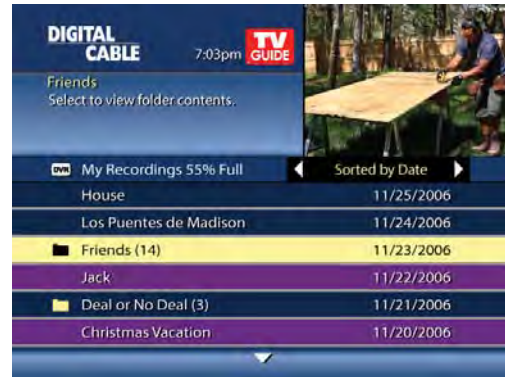 DIGITAL
CABLE
7:03pm
TV
GUIDE
Friends
Select to view folder contents.
DVR My Recordings 55% Full
Sorted by Date
House 11/25/2006
Los Puentes de Madison 11/24/2006
Friends (14) 11/23/2006
Jack 11/22/2006
Deal or No Deal (3) 11/21/2006
Christmas Vacation 11/20/2006